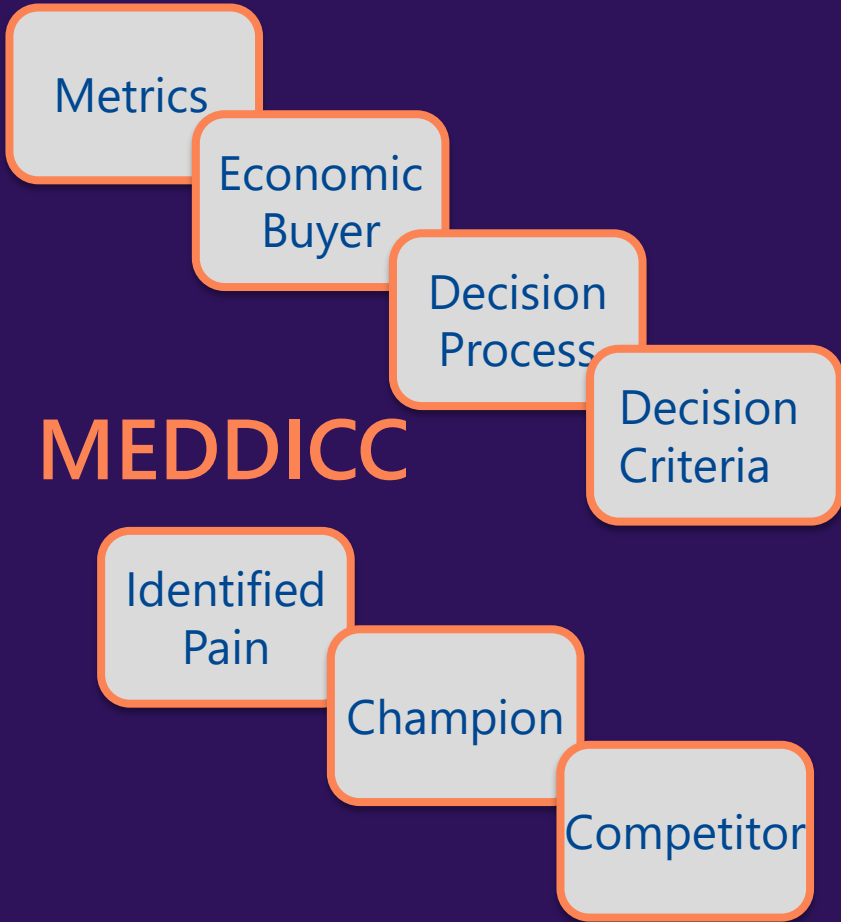 Metrics
Economic
Buyer
Decision
Process
Decision
Criteria
MEDDICC
Identified
Pain
Champion
Competitor